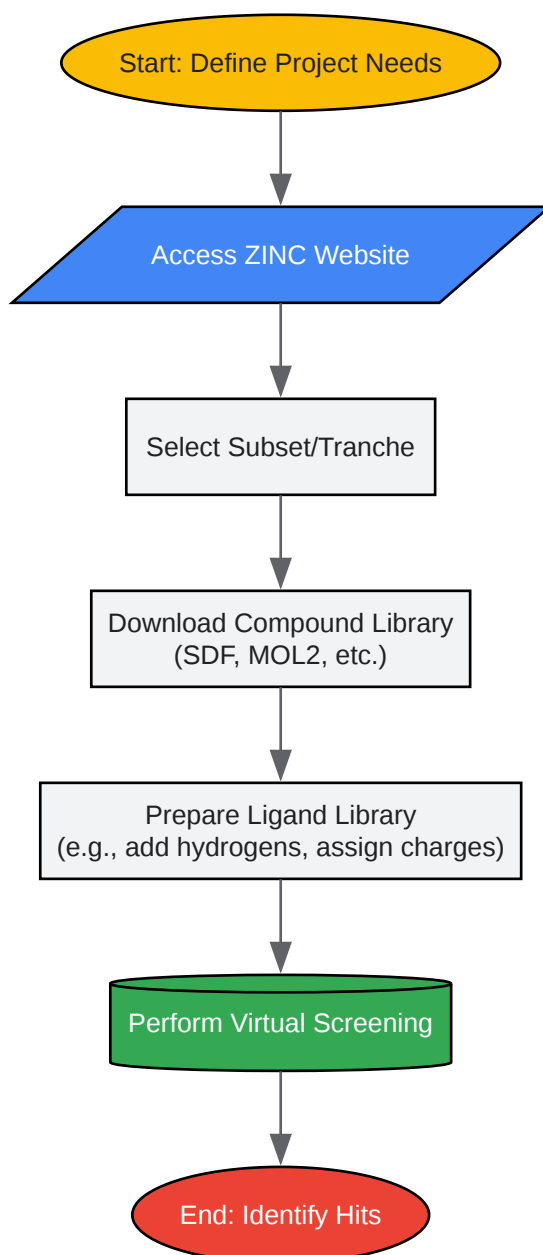 Start: Define Project Needs
Access ZINC Website
Select Subset/Tranche
Download Compound Library
(SDF, MOL2, etc.)
Prepare Ligand Library
(e.g., add hydrogens, assign charges)
Perform Virtual Screening
End: Identify Hits